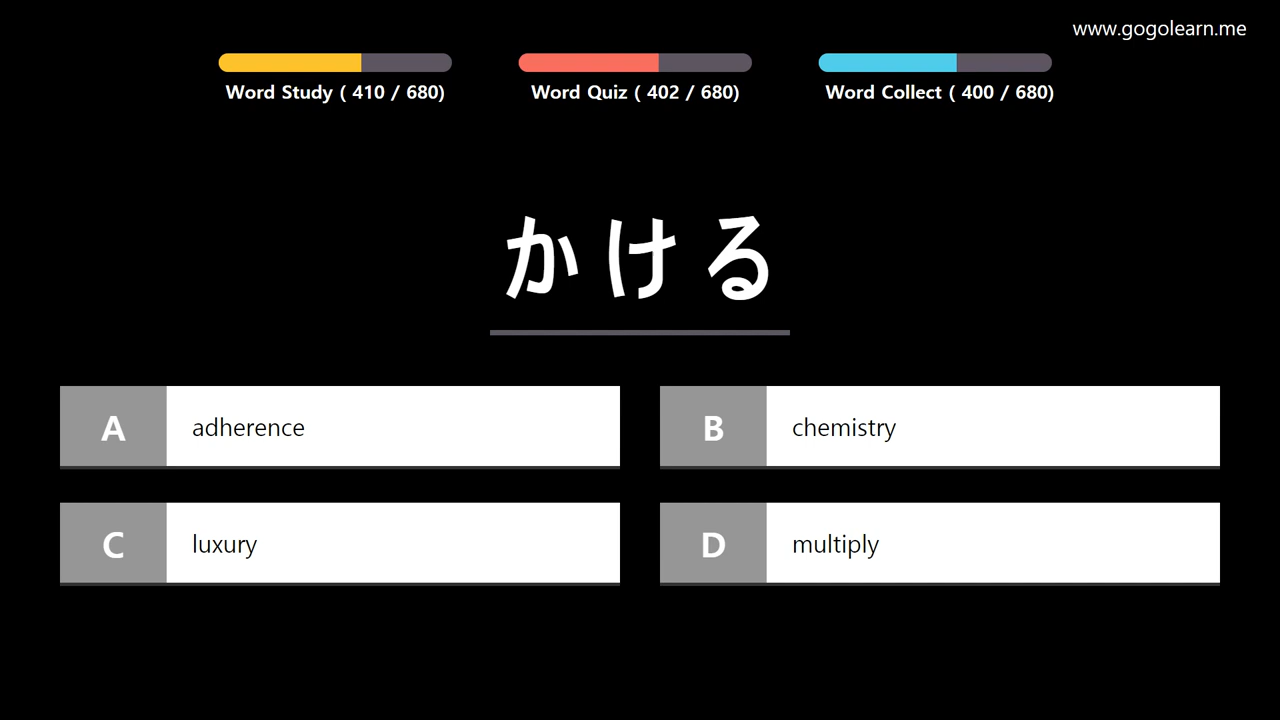 www.gogolearn.me
Word Study ( 410 / 680)
Word Quiz ( 402 / 680)
Word Collect ( 400 / 680)
かける
A adherence
B chemistry
C luxury
D multiply